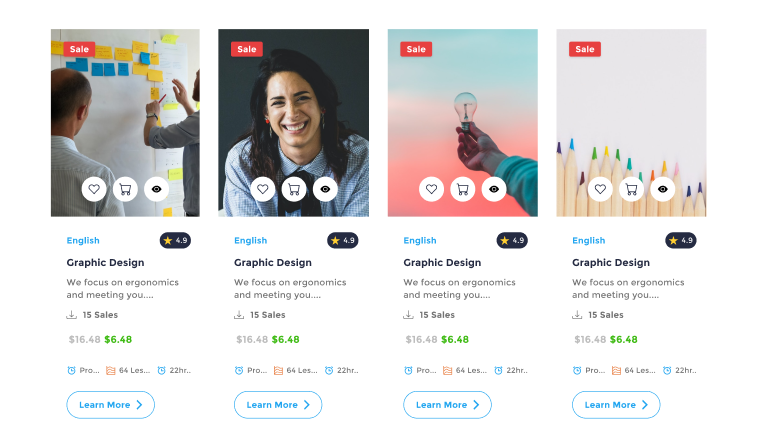 Sale
Sale
Sale
Sale
English
4.9
English
4.9
English
4.9
English
4.9
Graphic Design
Graphic Design
Graphic Design
Graphic Design
We focus on ergonomics
and meeting you....
We focus on ergonomics
and meeting you....
We focus on ergonomics
and meeting you....
We focus on ergonomics
and meeting you....
15 Sales
15 Sales
15 Sales
15 Sales
$16.48 $6.48
$16.48 $6.48
$16.48 $6.48
$16.48 $6.48
Pro... 64 Les... 22hr..
Pro... 64 Les... 22hr..
Pro... 64 Les... 22hr..
Pro... 64 Les... 22hr..
Learn More
Learn More
Learn More
Learn More